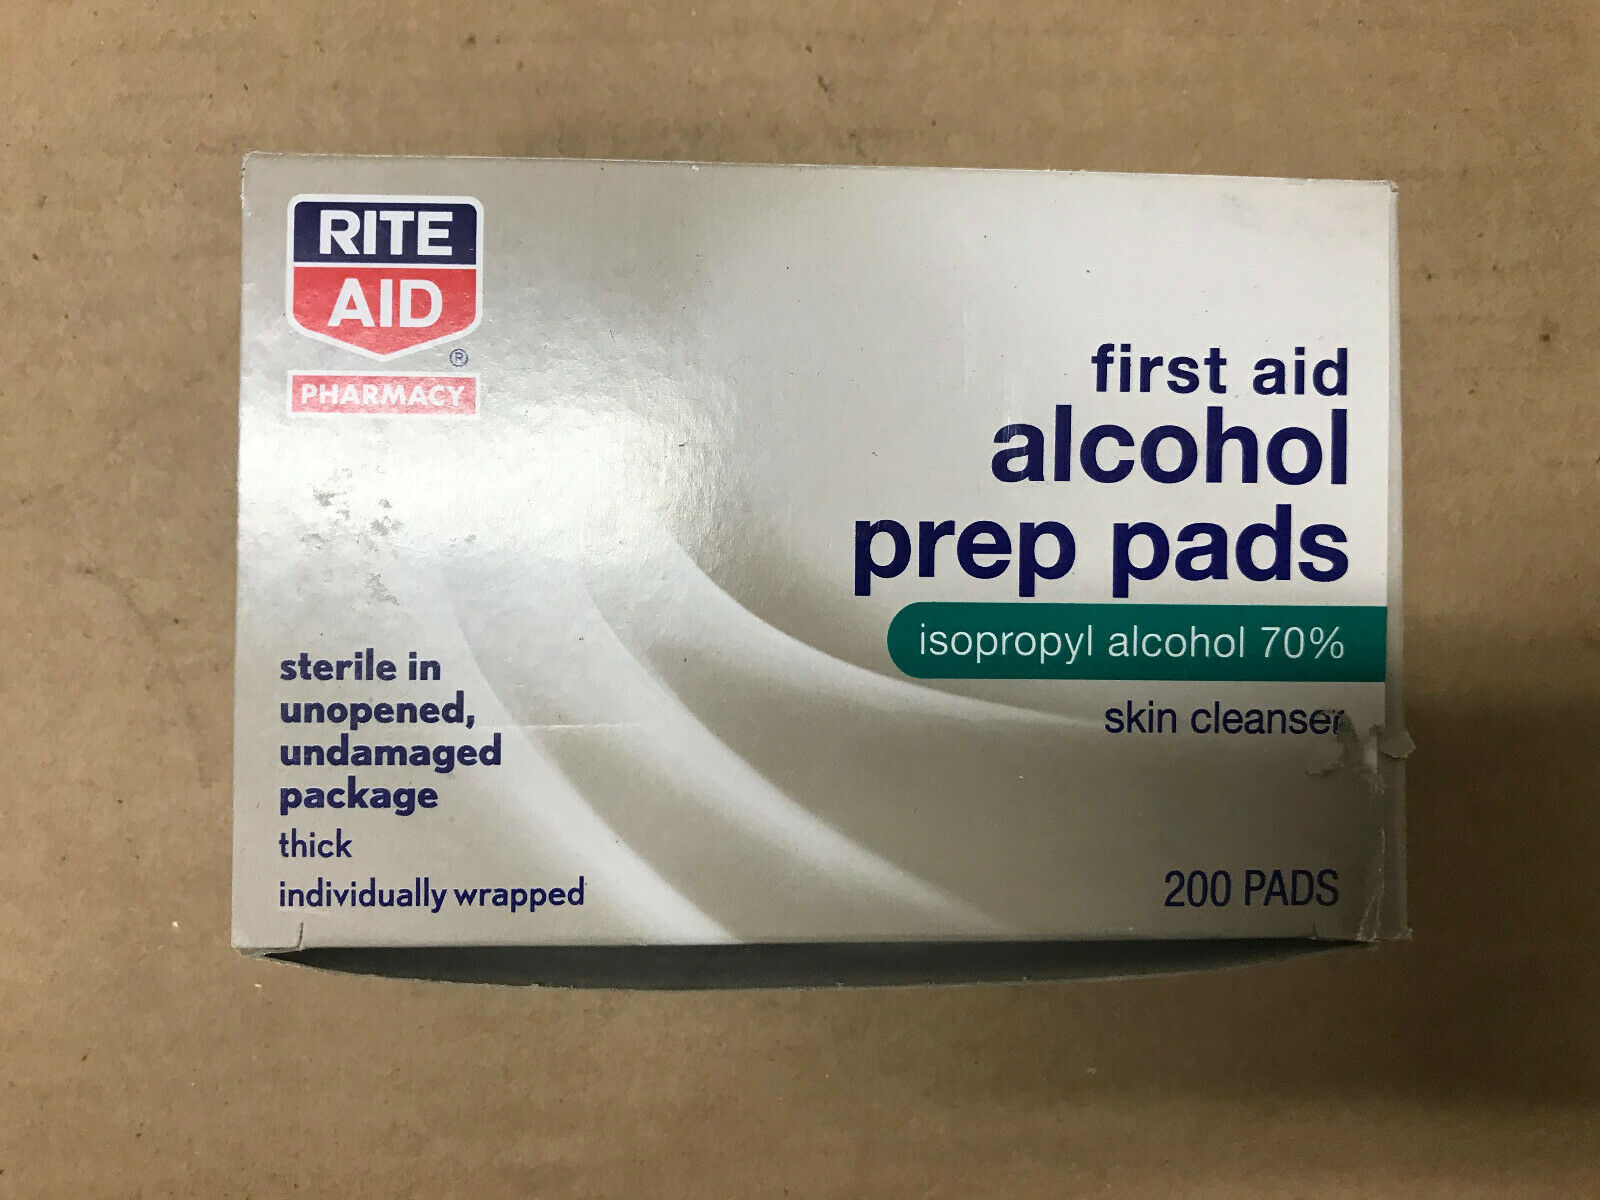 RITE
AID
®
PHARMACY
first aid
alcohol
prep pads
isopropyl alcohol 70%
skin cleanser
sterile in
unopened,
undamaged
package
thick
individually wrapped
200 PADS